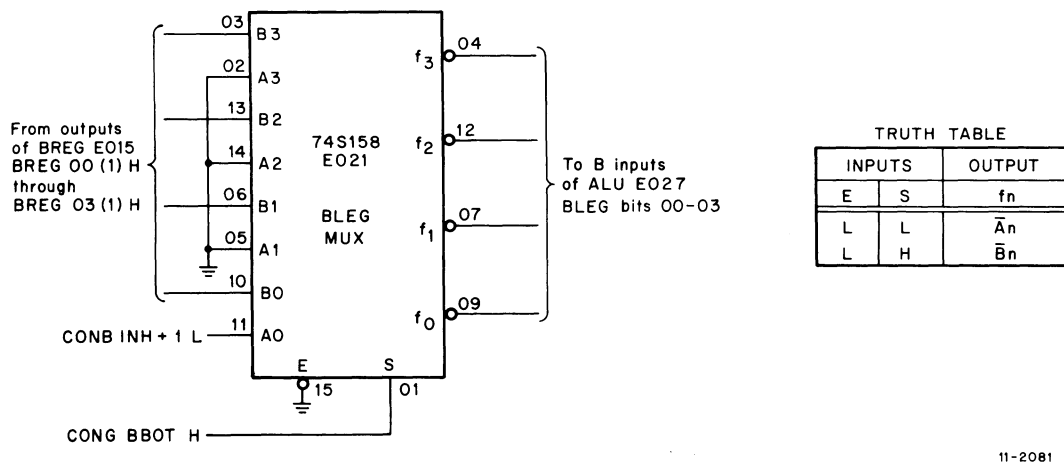 03 B3
02 A3
13 B2
14 A2
06 B1
05 A1
10 B0
11 A0
From outputs
of BREG E015
BREG 00 (1) H
through
BREG 03 (1) H
CONB INH + 1 L
74S158
E021
BLEG
MUX
f3 04
f2 12
f1 07
f0 09
E
15
S
01
CONG BBOT H
To B inputs
of ALU E027
BLEG bits 00-03
TRUTH TABLE
INPUTS OUTPUT
E S fn
L L A̅n
L H B̅n
11-2081